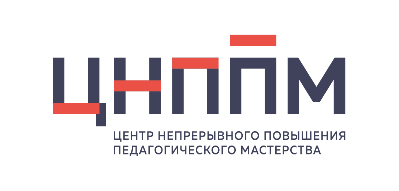 ЦНППМ
ЦЕНТР НЕПРЕРЫВНОГО ПОВЫШЕНИЯ
ПЕДАГОГИЧЕСКОГО МАСТЕРСТВА